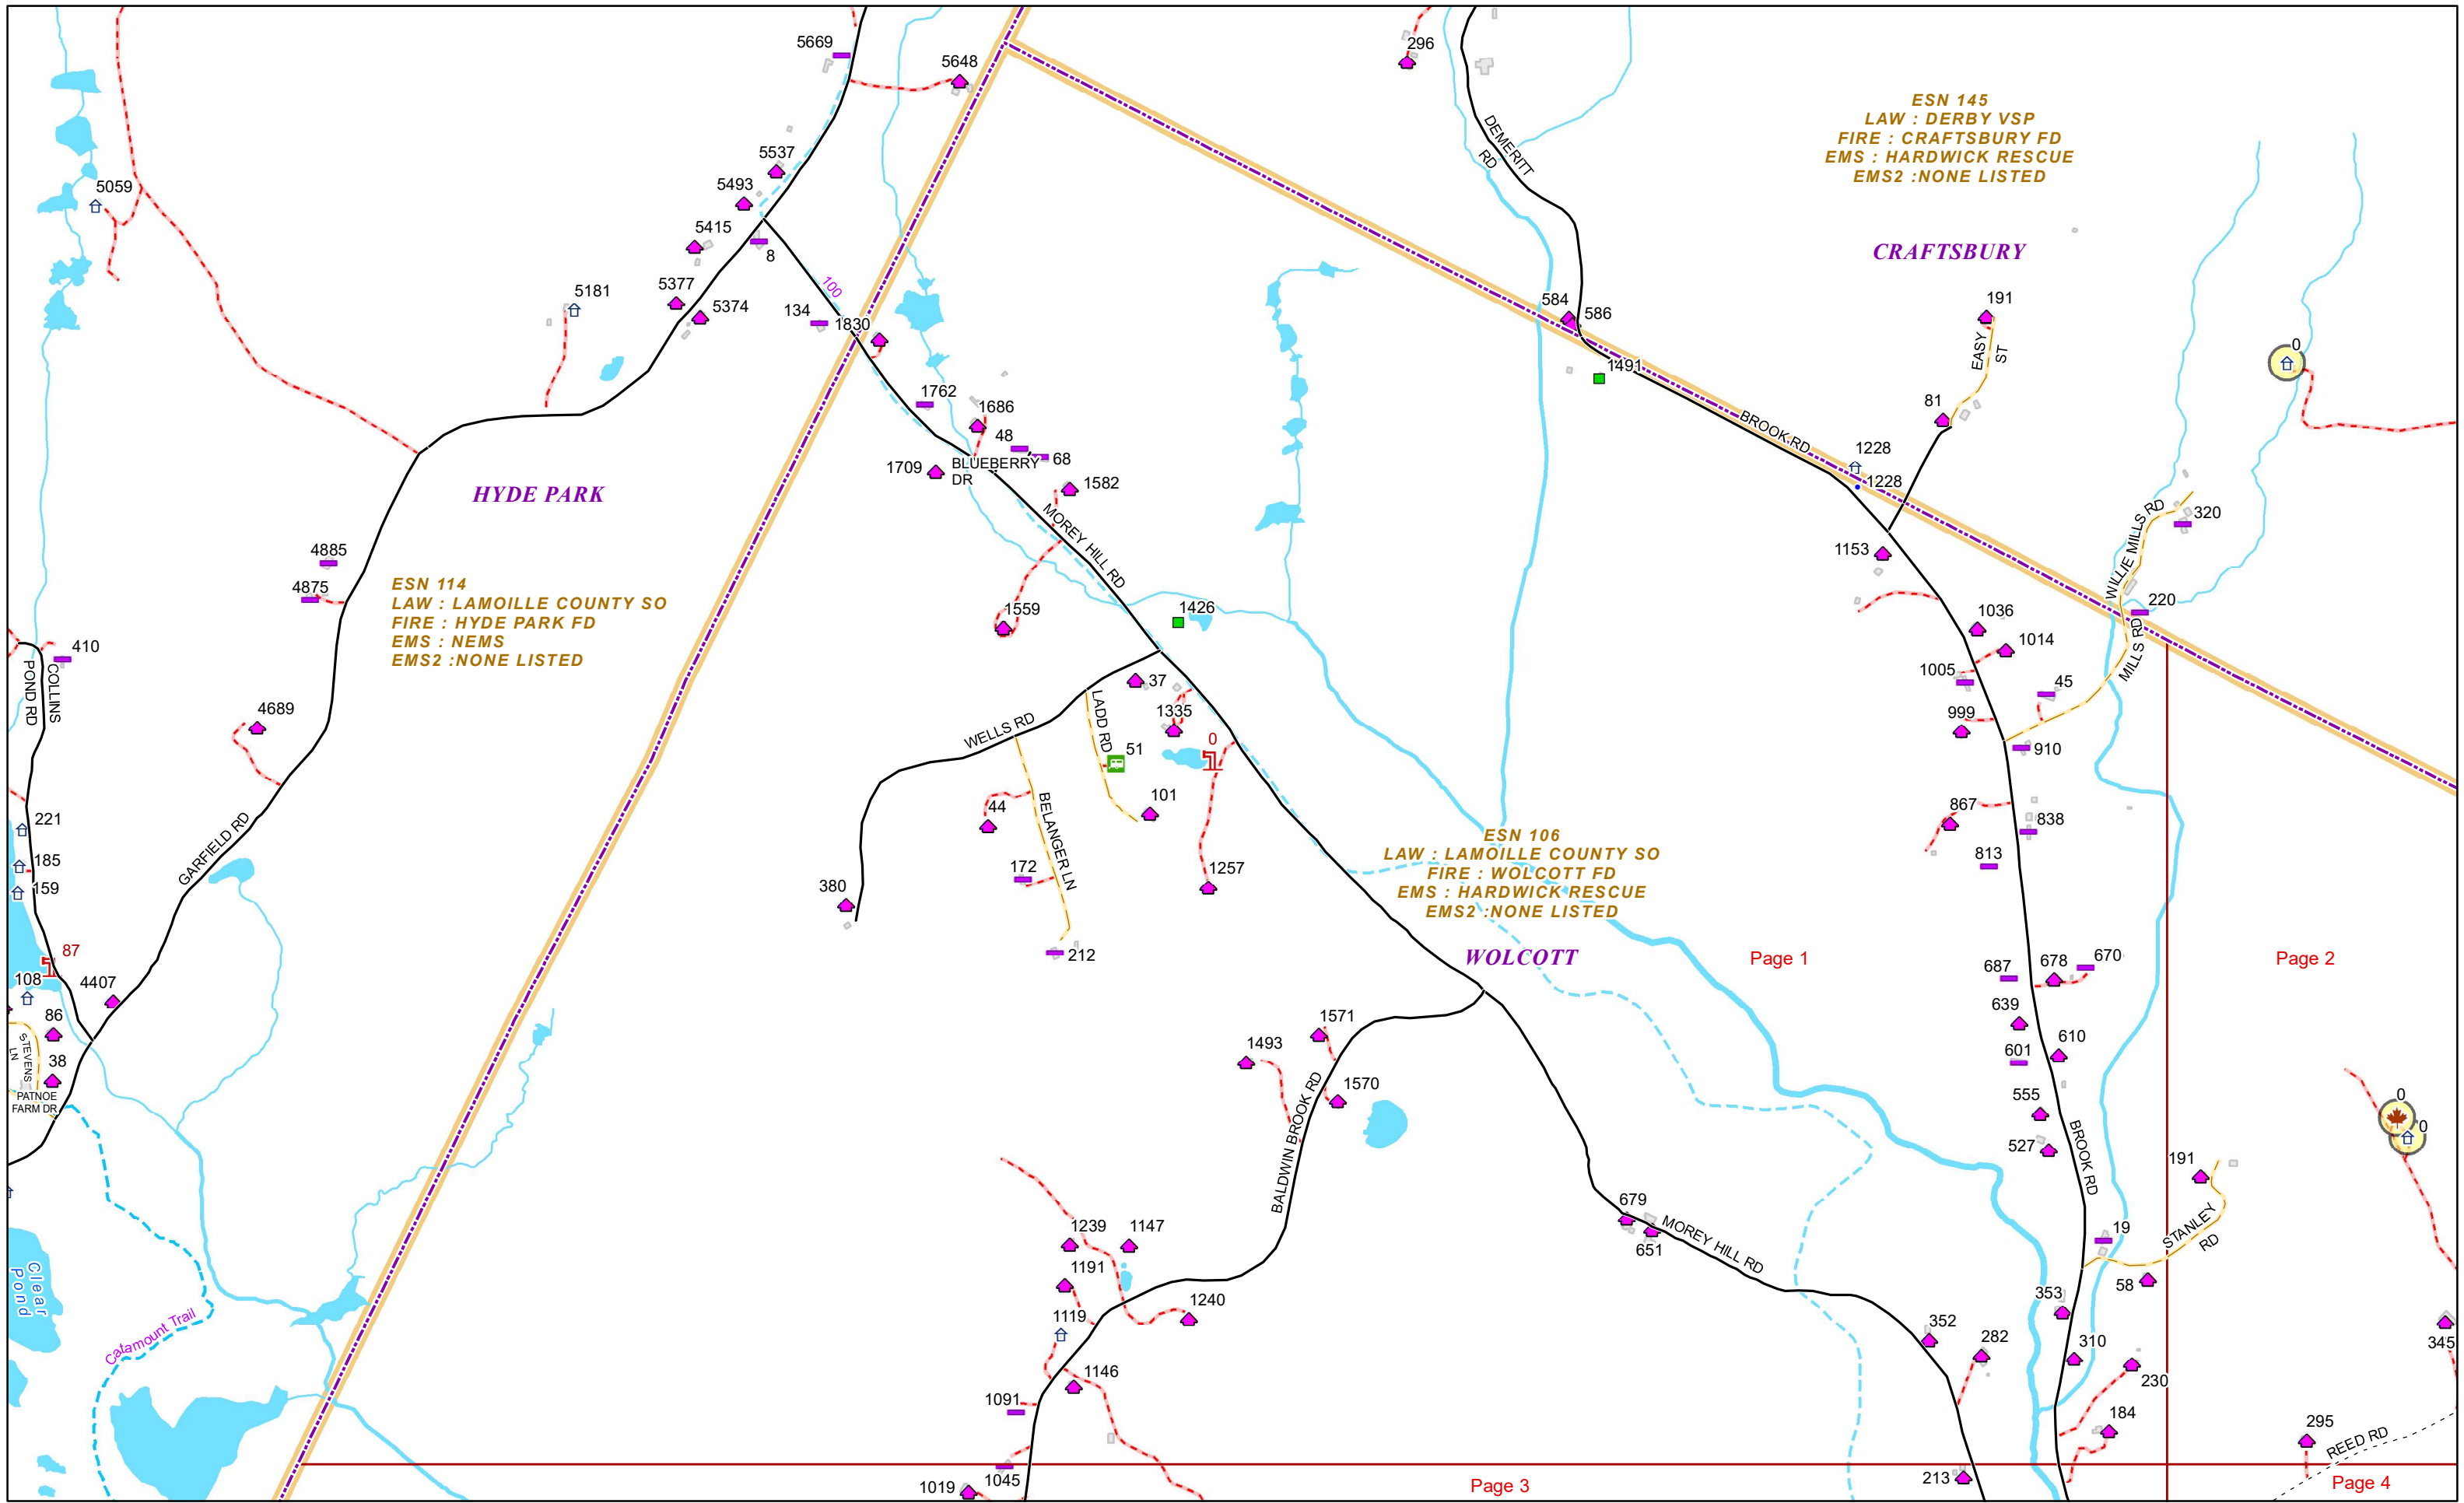 5669
5648
296
ESN 145
LAW : DERBY VSP
FIRE : CRAFTSBURY FD
EMS : HARDWICK RESCUE
EMS2 :NONE LISTED
DEMERITT
RD
5537
5493
5059
5415
8
CRAFTSBURY
5181
5377
5374
100
134
1830
584
586
191
EASY
ST
0
1491
1762
1686
81
BROOK RD
48
68
1709
BLUEBERRY
DR
1582
1228
1228
HYDE PARK
MOREY HILL RD
1153
WILLIE MILLS RD
320
4885
4875
ESN 114
LAW : LAMOILLE COUNTY SO
FIRE : HYDE PARK FD
EMS : NEMS
EMS2 :NONE LISTED
1559
1426
220
1036
1014
MILLS RD
410
COLLINS
POND RD
37
1005
45
4689
WELLS RD
LADD RD
1335
999
0
51
910
44
101
BELANGER LN
867
838
221
GARFIELD RD
185
159
172
1257
813
380
ESN 106
LAW : LAMOILLE COUNTY SO
FIRE : WOLCOTT FD
EMS : HARDWICK RESCUE
EMS2 :NONE LISTED
212
WOLCOTT
Page 1
Page 2
87
108
4407
687
678
670
86
639
1571
610
STEVENS
LN
38
1493
601
PATNOE
FARM DR
1570
555
0
0
BALDWIN BROOK RD
527
BROOK RD
191
679
651
MOREY HILL RD
1239
1147
19
STANLEY
RD
1191
58
Clear
Pond
1240
353
Catamount Trail
1119
352
282
310
345
1146
230
1091
184
295
REED RD
1045
1019
Page 3
213
Page 4